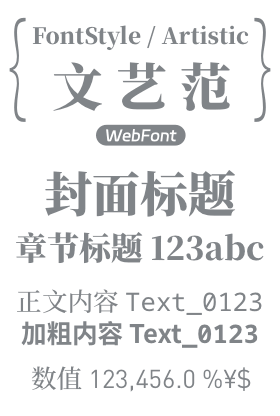 FontStyle / Artistic
文艺范
WebFont
封面标题
章节标题 123abc
正文内容 Text_0123
加粗内容 Text_0123
数值 123,456.0 %¥$